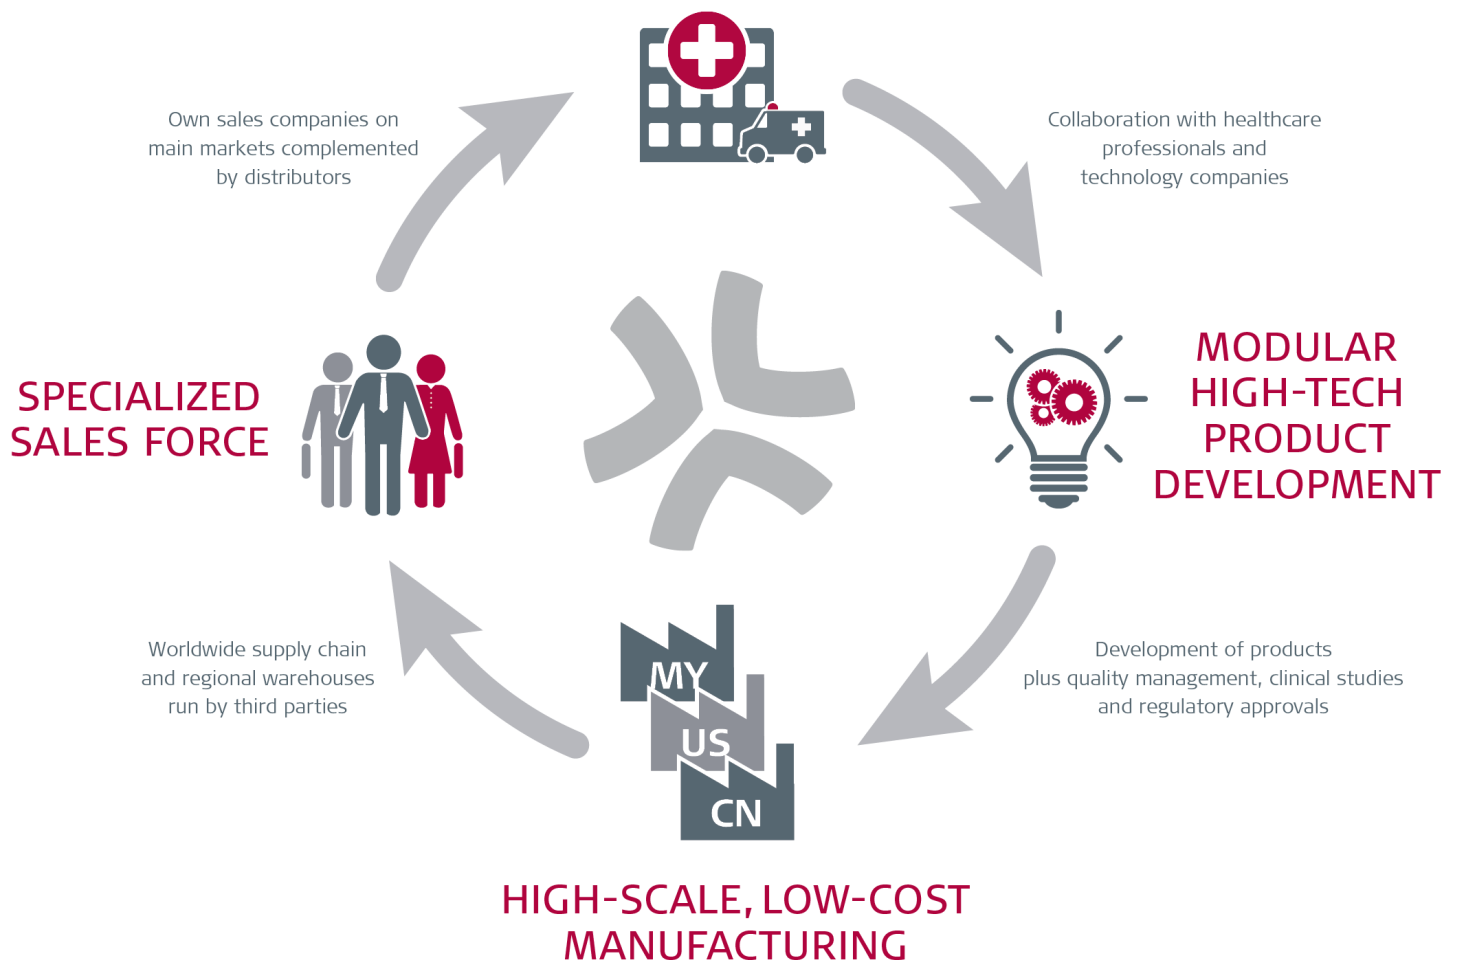 Own sales companies on
main markets complemented
by distributors
Collaboration with healthcare
professionals and
technology companies
SPECIALIZED
SALES FORCE
MODULAR
HIGH-TECH
PRODUCT
DEVELOPMENT
Worldwide supply chain
and regional warehouses
run by third parties
MY
US
CN
Development of products
plus quality management, clinical studies
and regulatory approvals
HIGH-SCALE, LOW-COST
MANUFACTURING